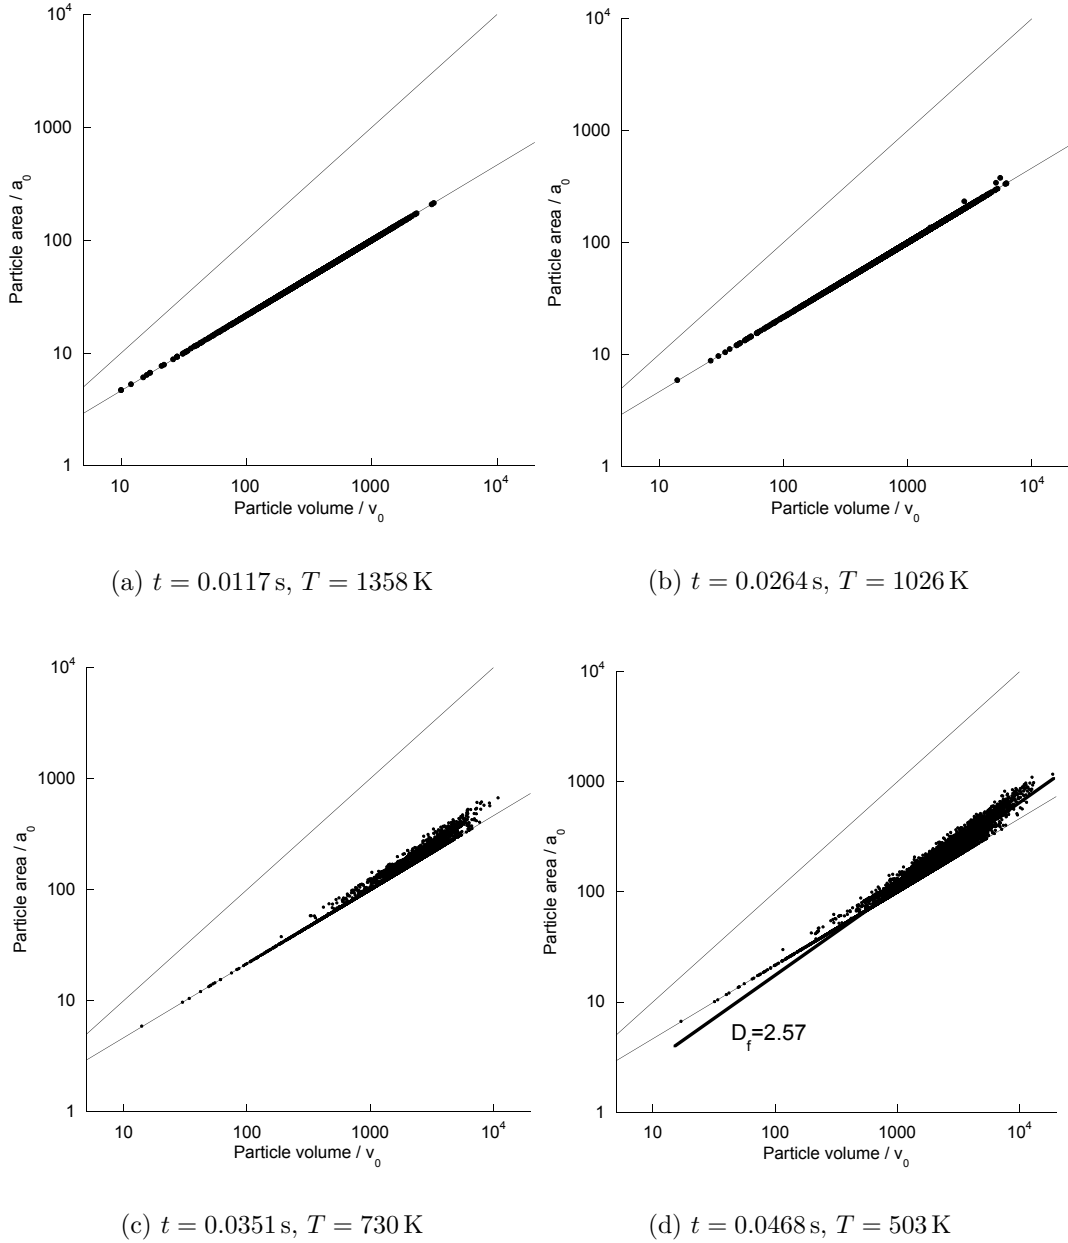 10⁴
1000
100
10
1
Particle area / a₀
10
100
1000
10⁴
Particle volume / v₀
(a) t = 0.0117 s, T = 1358 K
10⁴
1000
100
10
1
Particle area / a₀
10
100
1000
10⁴
Particle volume / v₀
(b) t = 0.0264 s, T = 1026 K
10⁴
1000
100
10
1
Particle area / a₀
10
100
1000
10⁴
Particle volume / v₀
(c) t = 0.0351 s, T = 730 K
10⁴
1000
100
10
1
Particle area / a₀
D_f=2.57
10
100
1000
10⁴
Particle volume / v₀
(d) t = 0.0468 s, T = 503 K